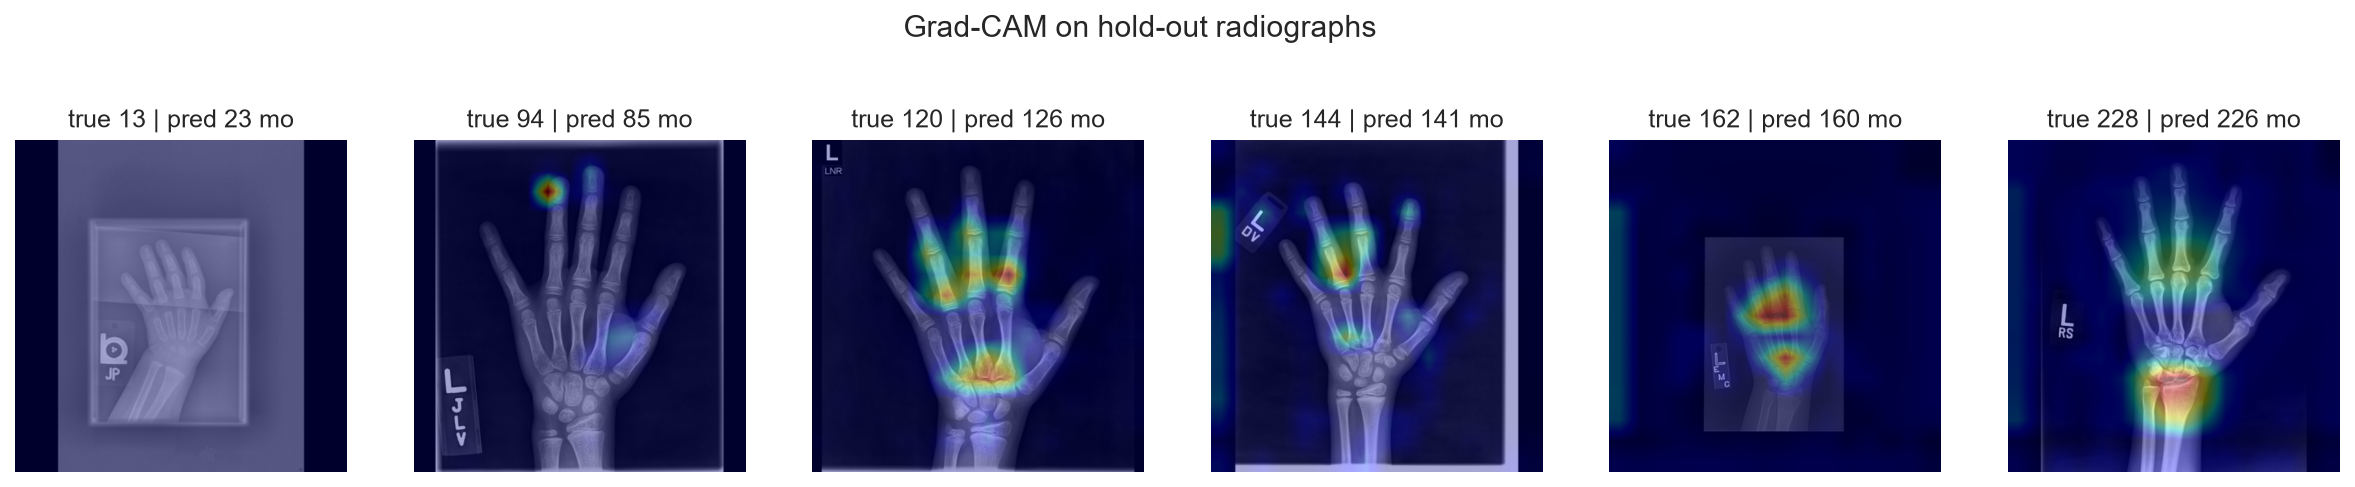 Grad-CAM on hold-out radiographs
true 13 | pred 23 mo
true 94 | pred 85 mo
true 120 | pred 126 mo
true 144 | pred 141 mo
true 162 | pred 160 mo
true 228 | pred 226 mo
JP
L
J
L
V
L
LNR
L
DV
L
E
M
C
L
RS